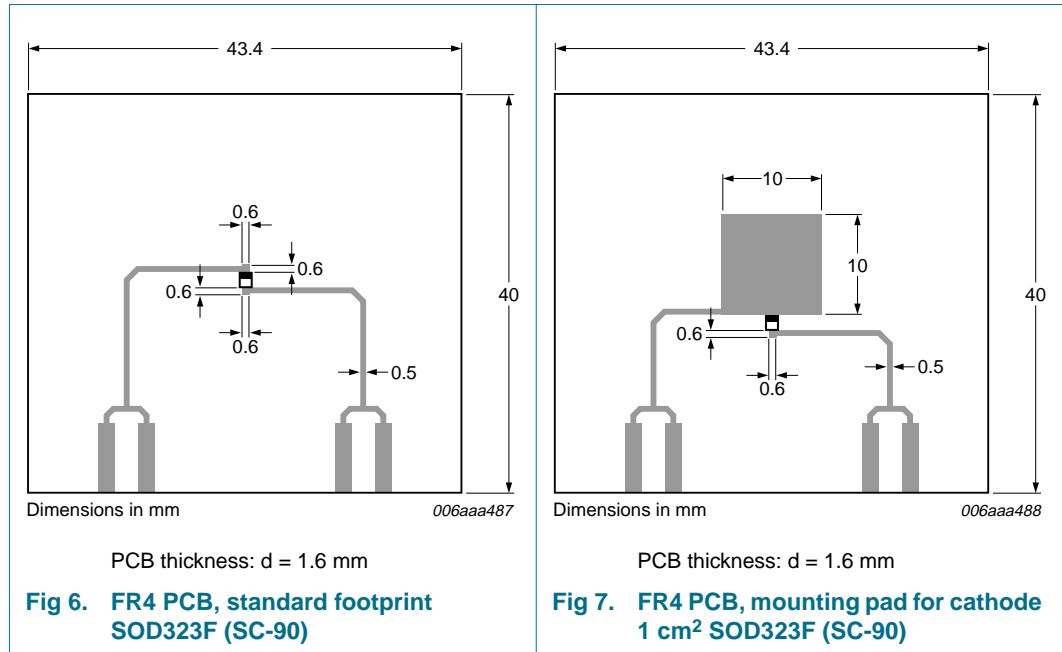 43.4
0.6
0.6
0.6
0.6
40
0.5
Dimensions in mm
006aaa487
PCB thickness: d = 1.6 mm
Fig 6. FR4 PCB, standard footprint
SOD323F (SC-90)
43.4
10
10
40
0.6
0.6
0.5
Dimensions in mm
006aaa488
PCB thickness: d = 1.6 mm
Fig 7. FR4 PCB, mounting pad for cathode
1 cm² SOD323F (SC-90)